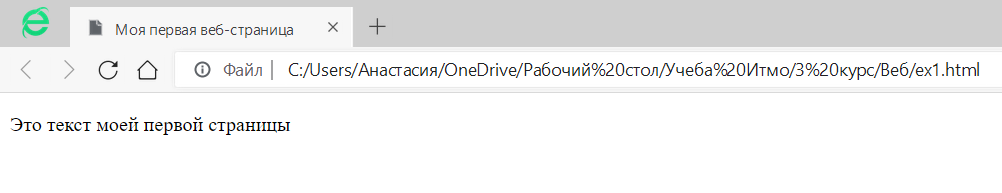 Моя первая веб-страница
Файл | C:/Users/Анастасия/OneDrive/Рабочий%20стол/Учеба%20Итмо/3%20курс/Веб/ex1.html
Это текст моей первой страницы